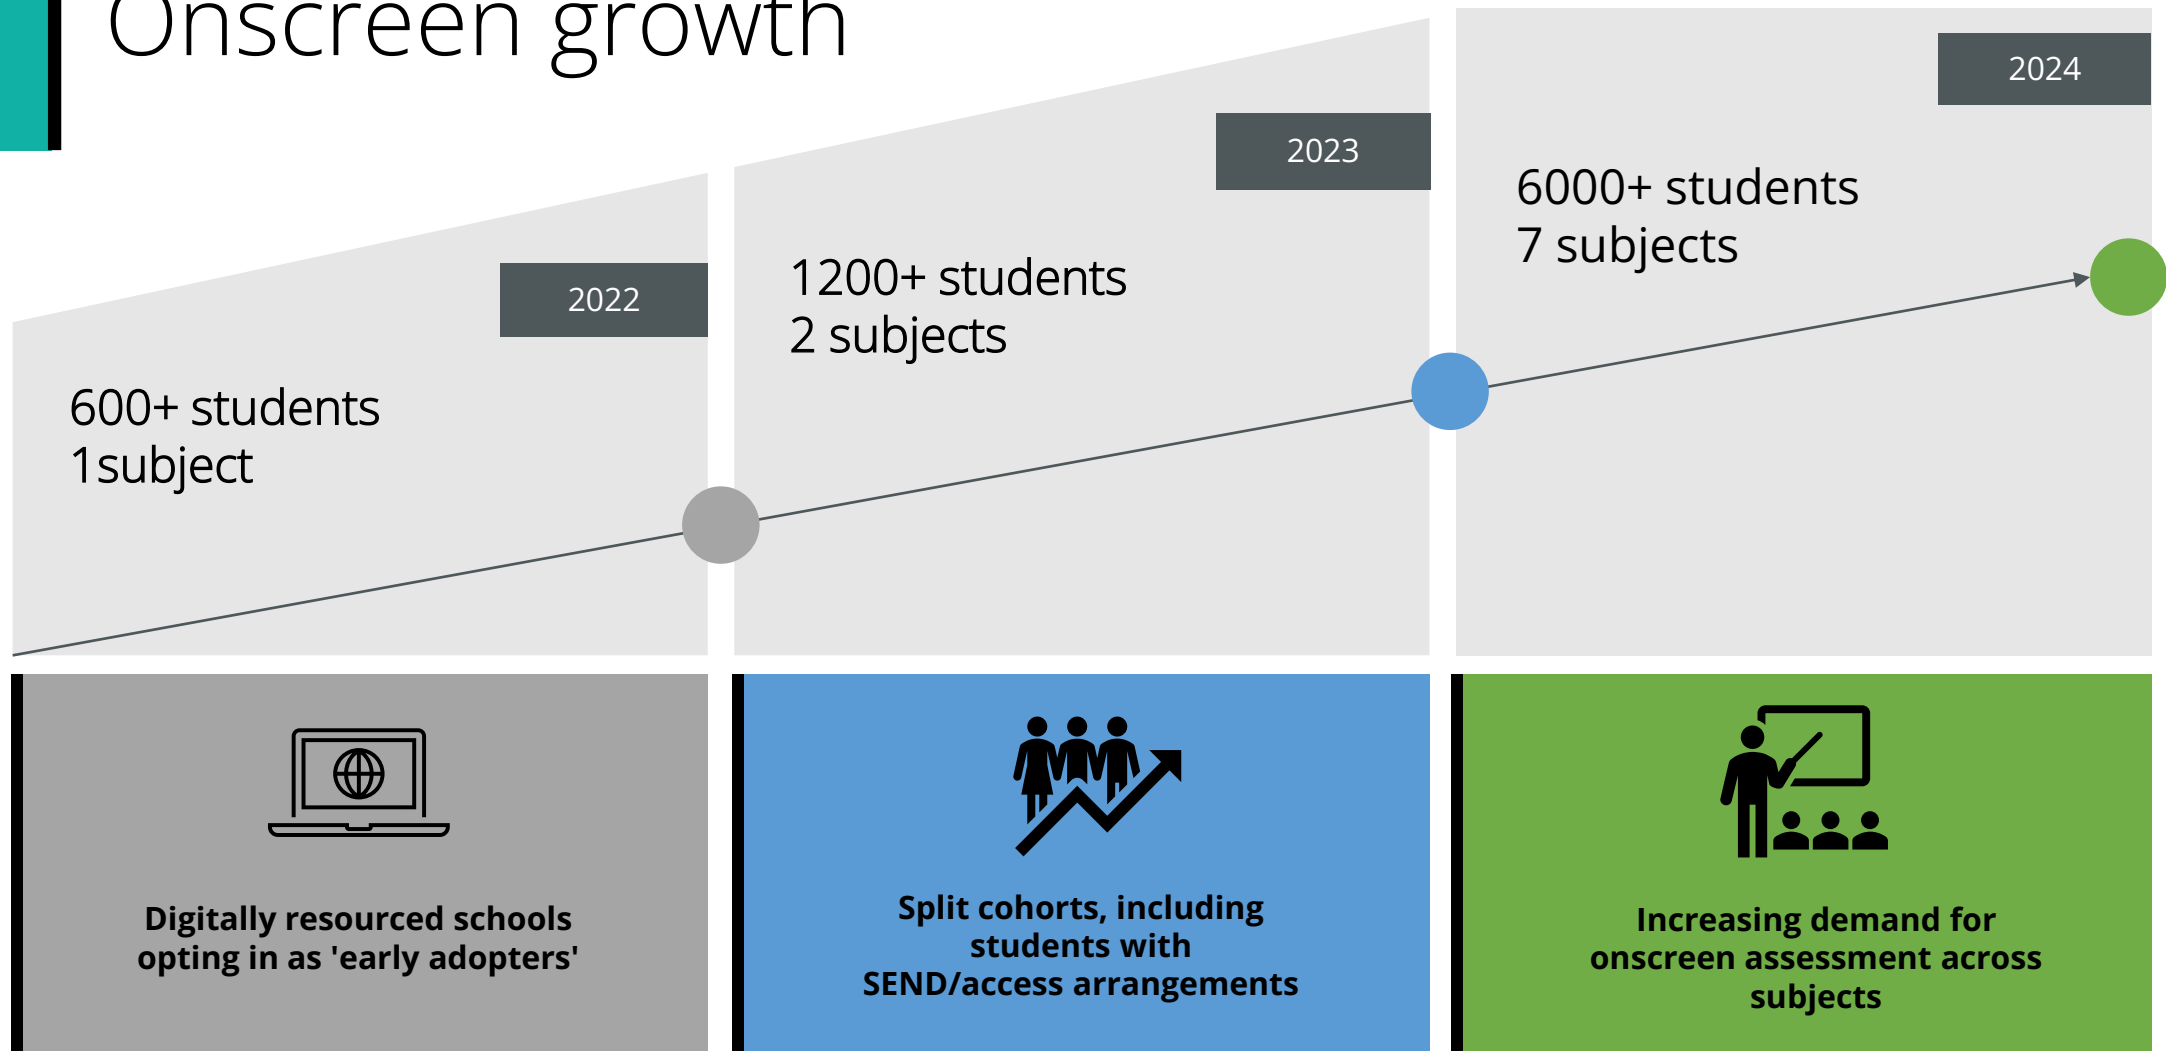 Onscreen growth
2022
600+ students
1subject
2023
1200+ students
2 subjects
2024
6000+ students
7 subjects
Digitally resourced schools
opting in as 'early adopters'
Split cohorts, including
students with
SEND/access arrangements
Increasing demand for
onscreen assessment across
subjects